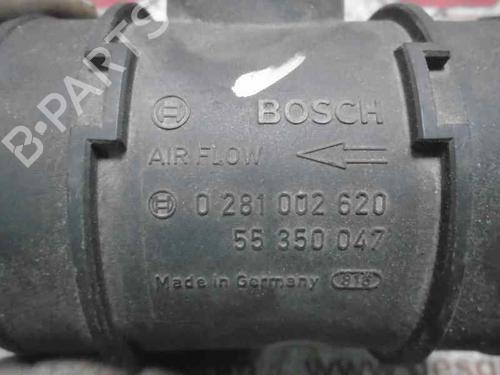 BOSCH
AIR FLOW
0 281 002 620
55 350 047
Made in Germany
B-PARTS